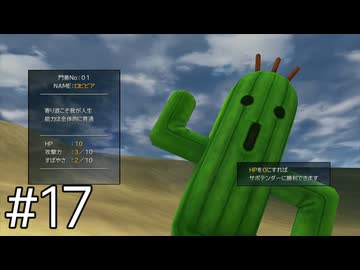 門番No:01
NAME:ロビビア
寄り道こそ我が人生
能力は全体的に普通
HP :10
攻撃力 :3／10
すばやさ :2／10
HPを0にすれば
サボテンダーに勝利できます
#17